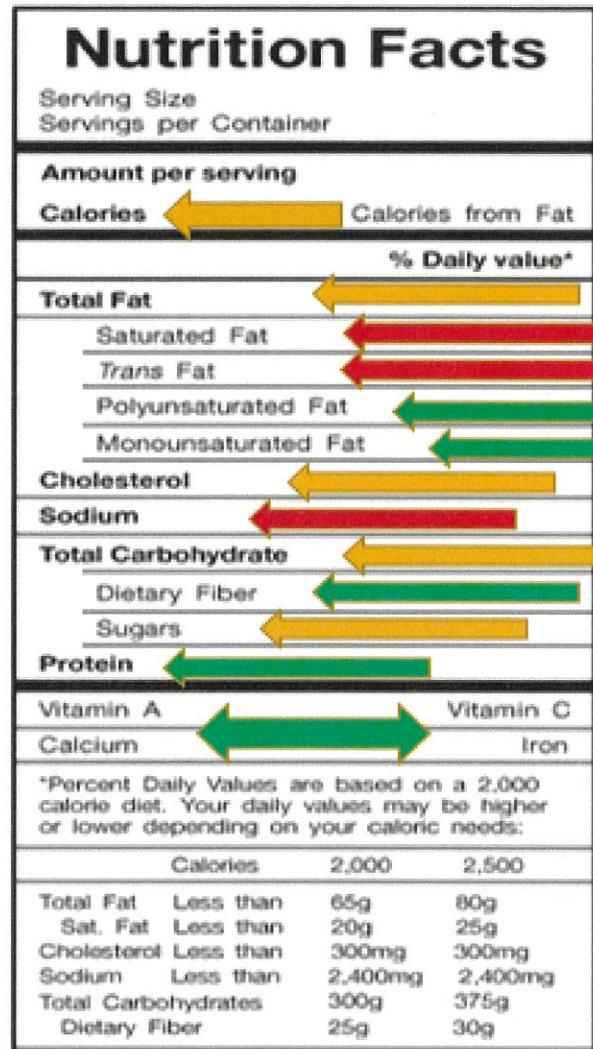 Nutrition Facts
Serving Size
Servings per Container
Amount per serving
Calories Calories from Fat
% Daily value*
Total Fat
Saturated Fat
Trans Fat
Polyunsaturated Fat
Monounsaturated Fat
Cholesterol
Sodium
Total Carbohydrate
Dietary Fiber
Sugars
Protein
Vitamin A Vitamin C
Calcium Iron
*Percent Daily Values are based on a 2,000
calorie diet. Your daily values may be higher
or lower depending on your caloric needs:
Calories 2,000 2,500
Total Fat Less than 65g 80g
Sat. Fat Less than 20g 25g
Cholesterol Less than 300mg 300mg
Sodium Less than 2,400mg 2,400mg
Total Carbohydrates 300g 375g
Dietary Fiber 25g 30g